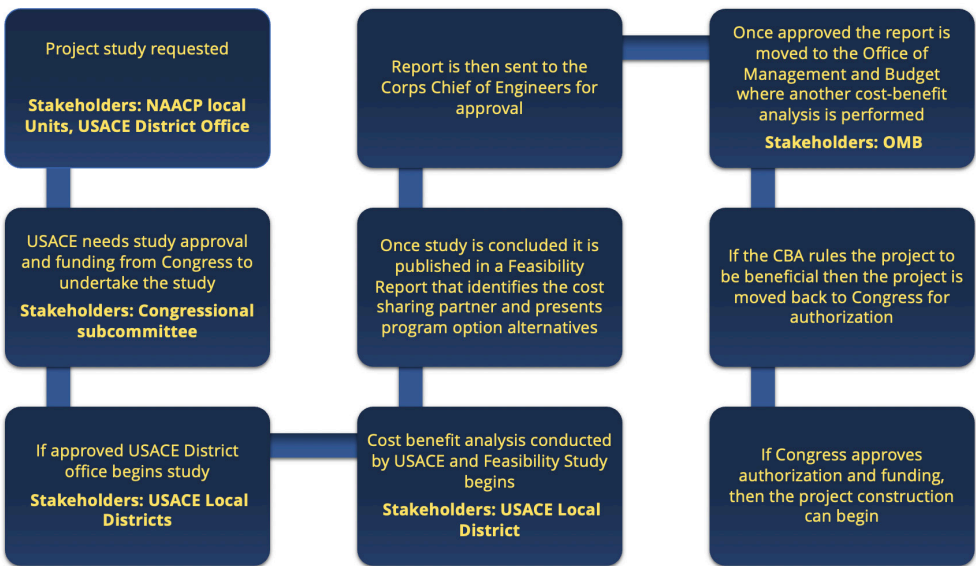 Project study requested
Stakeholders: NAACP local
Units, USACE District Office
USACE needs study approval
and funding from Congress to
undertake the study
Stakeholders: Congressional
subcommittee
If approved USACE District
office begins study
Stakeholders: USACE Local
Districts
Cost benefit analysis conducted
by USACE and Feasibility Study
begins
Stakeholders: USACE Local
District
Once study is concluded it is
published in a Feasibility
Report that identifies the cost
sharing partner and presents
program option alternatives
Report is then sent to the
Corps Chief of Engineers for
approval
Once approved the report is
moved to the Office of
Management and Budget
where another cost-benefit
analysis is performed
Stakeholders: OMB
If the CBA rules the project to
be beneficial then the project is
moved back to Congress for
authorization
If Congress approves
authorization and funding,
then the project construction
can begin